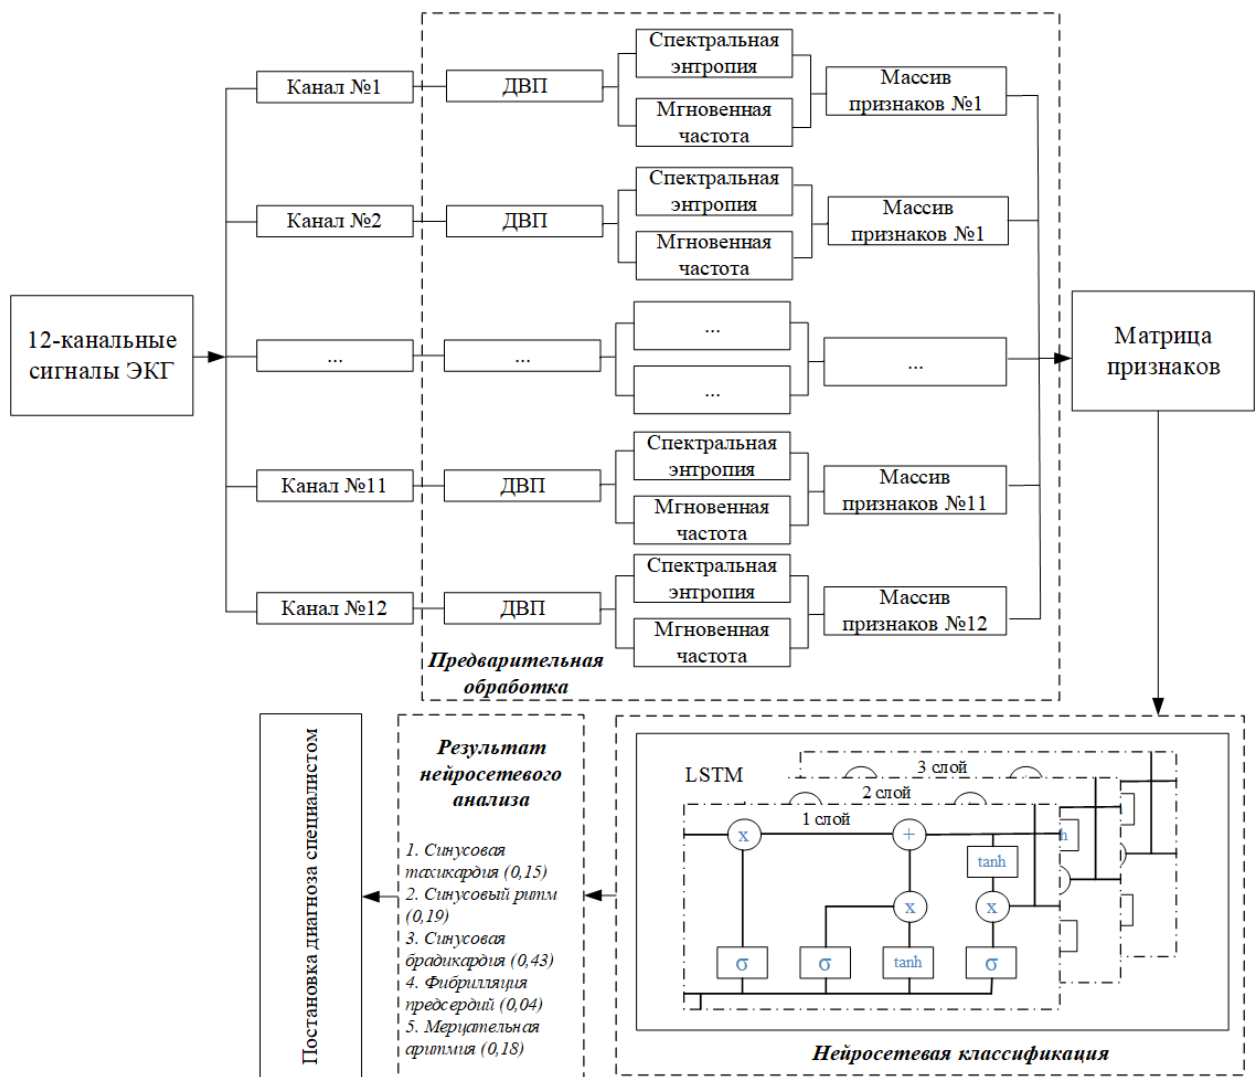 12-канальные
сигналы ЭКГ
Канал №1
ДВП
Спектральная
энтропия
Мгновенная
частота
Массив
признаков №1
Канал №2
ДВП
Спектральная
энтропия
Мгновенная
частота
Массив
признаков №1
...
...
...
...
...
Канал №11
ДВП
Спектральная
энтропия
Мгновенная
частота
Массив
признаков №11
Канал №12
ДВП
Спектральная
энтропия
Мгновенная
частота
Массив
признаков №12
Предварительная
обработка
Матрица
признаков
LSTM
3 слой
2 слой
1 слой
x
+
h
tanh
x
x
σ
σ
tanh
σ
Нейросетевая классификация
Результат
нейросетевого
анализа
1. Синусовая
тахикардия (0,15)
2. Синусовый ритм
(0,19)
3. Синусовая
брадикардия (0,43)
4. Фибрилляция
предсердий (0,04)
5. Мерцательная
аритмия (0,18)
Постановка диагноза специалистом